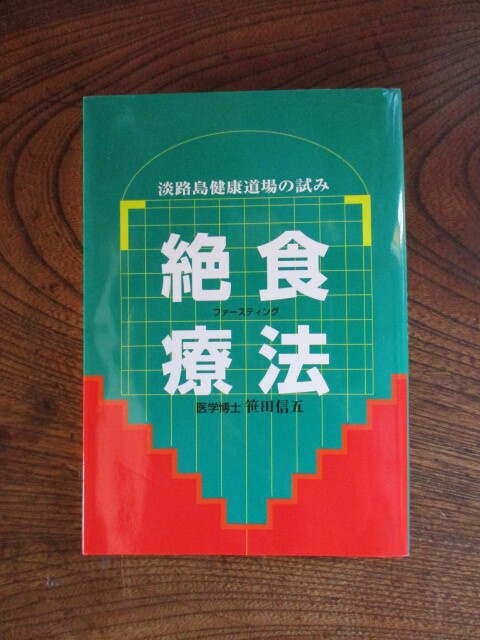 淡路島健康道場の試み
絶食
ファースティング
療法
医学博士 笹田信五